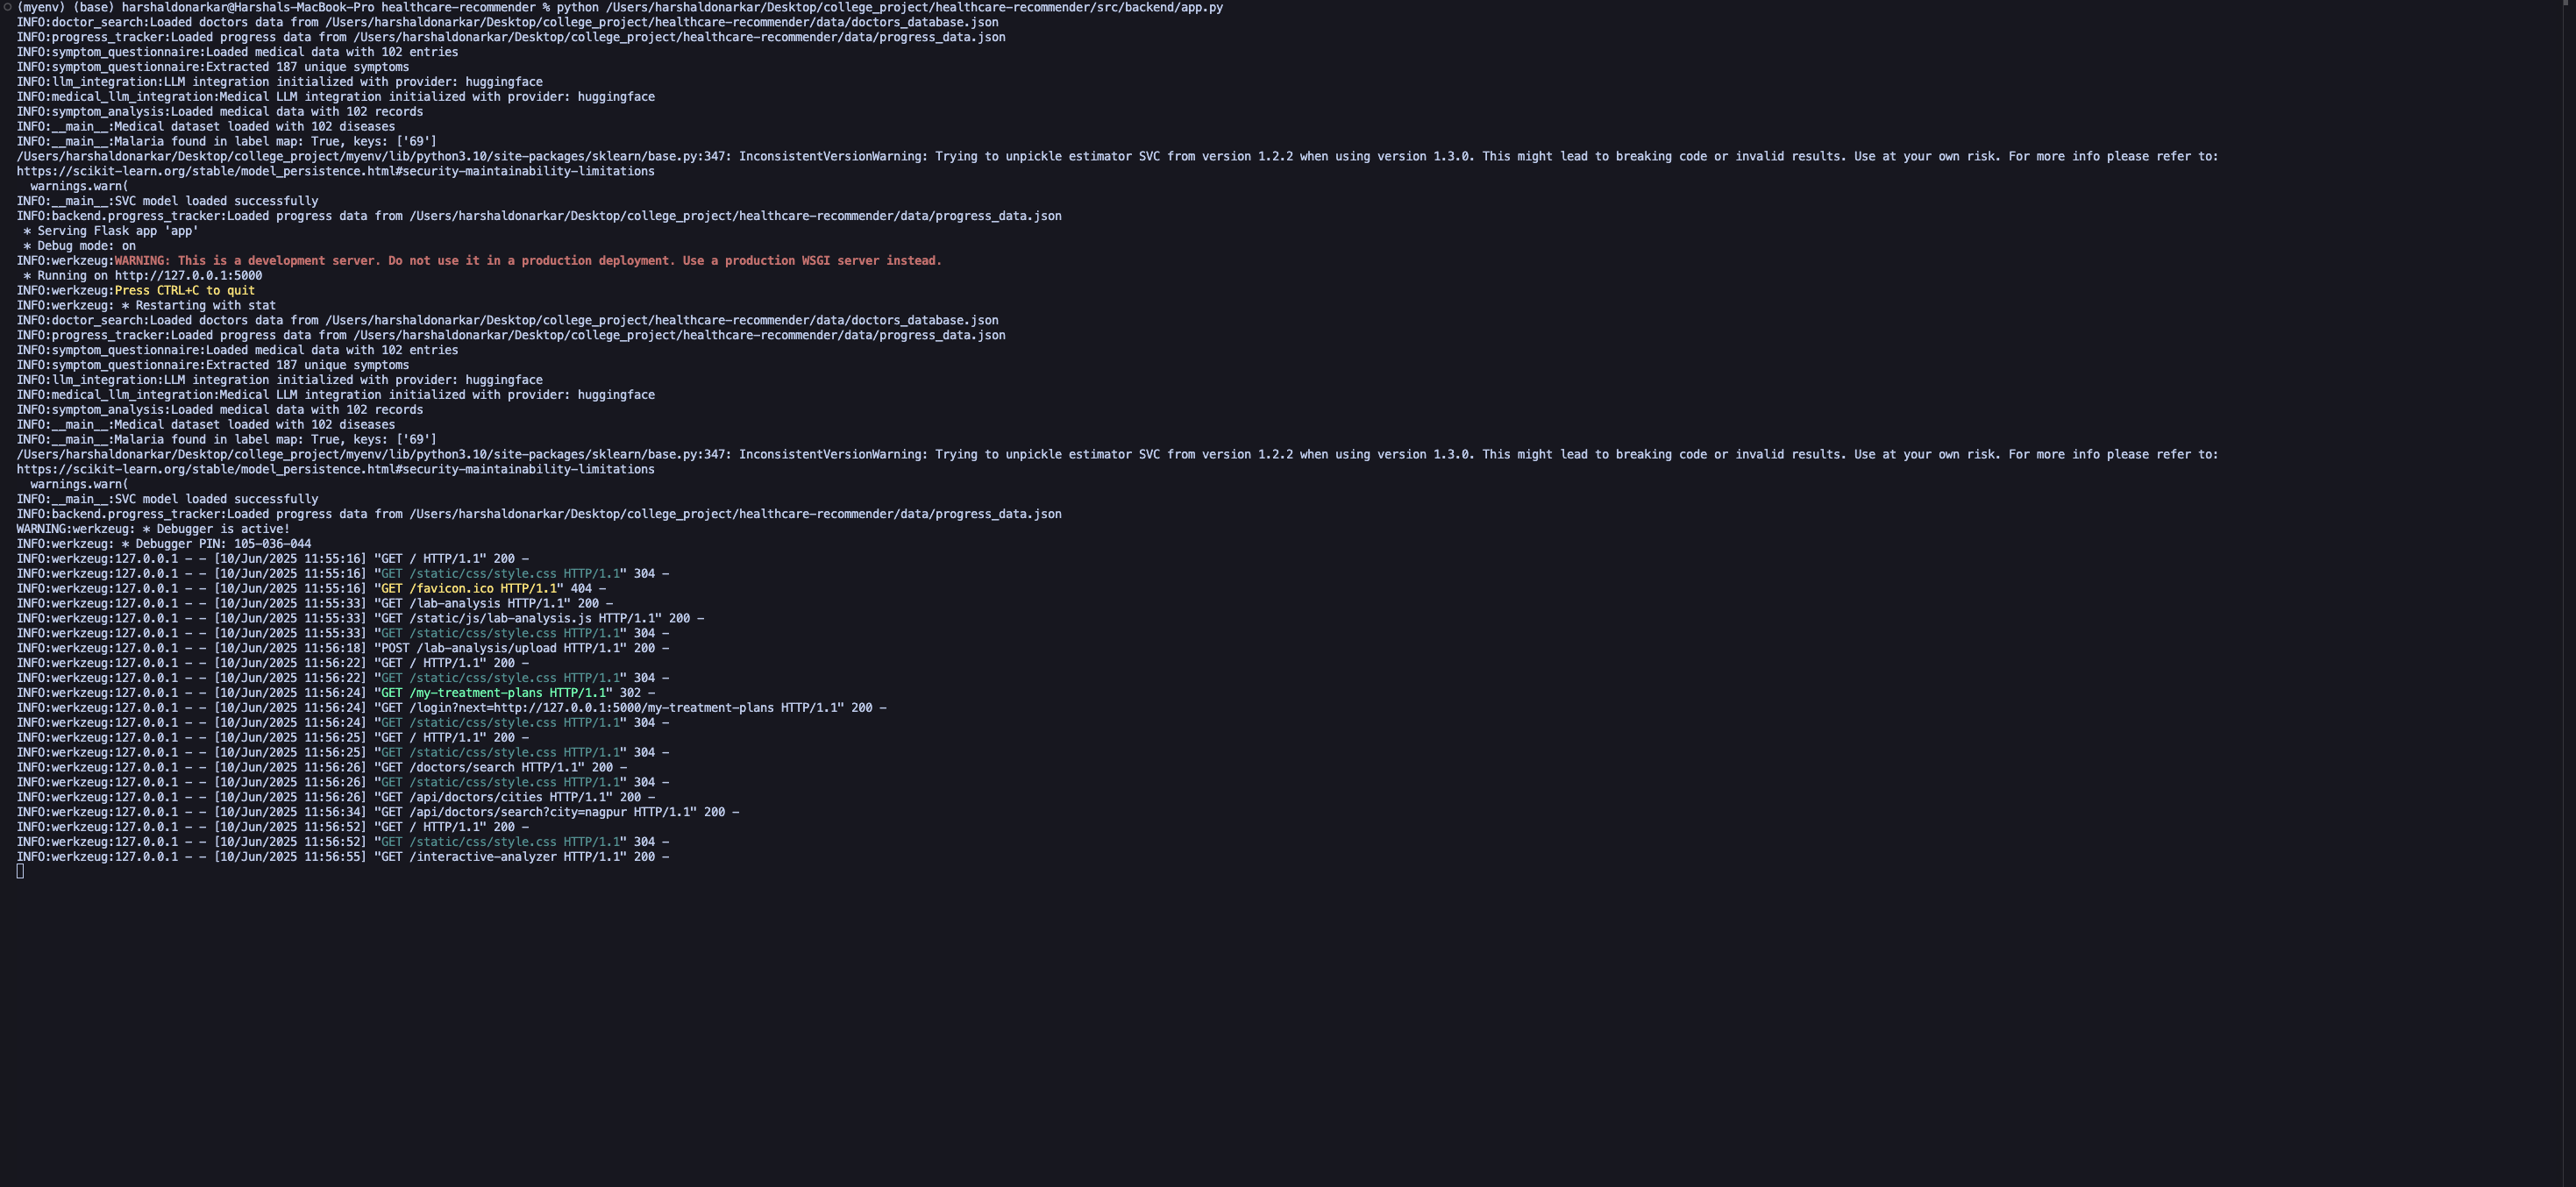 (myenv) (base) harshaldonarkar@Harshals-MacBook-Pro healthcare-recommender % python /Users/harshaldonarkar/Desktop/college_project/healthcare-recommender/src/backend/app.py
INFO:doctor_search:Loaded doctors data from /Users/harshaldonarkar/Desktop/college_project/healthcare-recommender/data/doctors_database.json
INFO:progress_tracker:Loaded progress data from /Users/harshaldonarkar/Desktop/college_project/healthcare-recommender/data/progress_data.json
INFO:symptom_questionnaire:Loaded medical data with 102 entries
INFO:symptom_questionnaire:Extracted 187 unique symptoms
INFO:llm_integration:LLM integration initialized with provider: huggingface
INFO:medical_llm_integration:Medical LLM integration initialized with provider: huggingface
INFO:symptom_analysis:Loaded medical data with 102 records
INFO:__main__:Medical dataset loaded with 102 diseases
INFO:__main__:Malaria found in label map: True, keys: ['69']
/Users/harshaldonarkar/Desktop/college_project/myenv/lib/python3.10/site-packages/sklearn/base.py:347: InconsistentVersionWarning: Trying to unpickle estimator SVC from version 1.2.2 when using version 1.3.0. This might lead to breaking code or invalid results. Use at your own risk. For more info please refer to:
https://scikit-learn.org/stable/model_persistence.html#security-maintainability-limitations
  warnings.warn(
INFO:__main__:SVC model loaded successfully
INFO:backend.progress_tracker:Loaded progress data from /Users/harshaldonarkar/Desktop/college_project/healthcare-recommender/data/progress_data.json
 * Serving Flask app 'app'
 * Debug mode: on
INFO:werkzeug:WARNING: This is a development server. Do not use it in a production deployment. Use a production WSGI server instead.
 * Running on http://127.0.0.1:5000
INFO:werkzeug:Press CTRL+C to quit
INFO:werkzeug: * Restarting with stat
INFO:doctor_search:Loaded doctors data from /Users/harshaldonarkar/Desktop/college_project/healthcare-recommender/data/doctors_database.json
INFO:progress_tracker:Loaded progress data from /Users/harshaldonarkar/Desktop/college_project/healthcare-recommender/data/progress_data.json
INFO:symptom_questionnaire:Loaded medical data with 102 entries
INFO:symptom_questionnaire:Extracted 187 unique symptoms
INFO:llm_integration:LLM integration initialized with provider: huggingface
INFO:medical_llm_integration:Medical LLM integration initialized with provider: huggingface
INFO:symptom_analysis:Loaded medical data with 102 records
INFO:__main__:Medical dataset loaded with 102 diseases
INFO:__main__:Malaria found in label map: True, keys: ['69']
/Users/harshaldonarkar/Desktop/college_project/myenv/lib/python3.10/site-packages/sklearn/base.py:347: InconsistentVersionWarning: Trying to unpickle estimator SVC from version 1.2.2 when using version 1.3.0. This might lead to breaking code or invalid results. Use at your own risk. For more info please refer to:
https://scikit-learn.org/stable/model_persistence.html#security-maintainability-limitations
  warnings.warn(
INFO:__main__:SVC model loaded successfully
INFO:backend.progress_tracker:Loaded progress data from /Users/harshaldonarkar/Desktop/college_project/healthcare-recommender/data/progress_data.json
WARNING:werkzeug: * Debugger is active!
INFO:werkzeug: * Debugger PIN: 105-036-044
INFO:werkzeug:127.0.0.1 - - [10/Jun/2025 11:55:16] "GET / HTTP/1.1" 200 -
INFO:werkzeug:127.0.0.1 - - [10/Jun/2025 11:55:16] "GET /static/css/style.css HTTP/1.1" 304 -
INFO:werkzeug:127.0.0.1 - - [10/Jun/2025 11:55:16] "GET /favicon.ico HTTP/1.1" 404 -
INFO:werkzeug:127.0.0.1 - - [10/Jun/2025 11:55:33] "GET /lab-analysis HTTP/1.1" 200 -
INFO:werkzeug:127.0.0.1 - - [10/Jun/2025 11:55:33] "GET /static/js/lab-analysis.js HTTP/1.1" 200 -
INFO:werkzeug:127.0.0.1 - - [10/Jun/2025 11:55:33] "GET /static/css/style.css HTTP/1.1" 304 -
INFO:werkzeug:127.0.0.1 - - [10/Jun/2025 11:56:18] "POST /lab-analysis/upload HTTP/1.1" 200 -
INFO:werkzeug:127.0.0.1 - - [10/Jun/2025 11:56:22] "GET / HTTP/1.1" 200 -
INFO:werkzeug:127.0.0.1 - - [10/Jun/2025 11:56:22] "GET /static/css/style.css HTTP/1.1" 304 -
INFO:werkzeug:127.0.0.1 - - [10/Jun/2025 11:56:24] "GET /my-treatment-plans HTTP/1.1" 302 -
INFO:werkzeug:127.0.0.1 - - [10/Jun/2025 11:56:24] "GET /login?next=http://127.0.0.1:5000/my-treatment-plans HTTP/1.1" 200 -
INFO:werkzeug:127.0.0.1 - - [10/Jun/2025 11:56:24] "GET /static/css/style.css HTTP/1.1" 304 -
INFO:werkzeug:127.0.0.1 - - [10/Jun/2025 11:56:25] "GET / HTTP/1.1" 200 -
INFO:werkzeug:127.0.0.1 - - [10/Jun/2025 11:56:25] "GET /static/css/style.css HTTP/1.1" 304 -
INFO:werkzeug:127.0.0.1 - - [10/Jun/2025 11:56:26] "GET /doctors/search HTTP/1.1" 200 -
INFO:werkzeug:127.0.0.1 - - [10/Jun/2025 11:56:26] "GET /static/css/style.css HTTP/1.1" 304 -
INFO:werkzeug:127.0.0.1 - - [10/Jun/2025 11:56:26] "GET /api/doctors/cities HTTP/1.1" 200 -
INFO:werkzeug:127.0.0.1 - - [10/Jun/2025 11:56:34] "GET /api/doctors/search?city=nagpur HTTP/1.1" 200 -
INFO:werkzeug:127.0.0.1 - - [10/Jun/2025 11:56:52] "GET / HTTP/1.1" 200 -
INFO:werkzeug:127.0.0.1 - - [10/Jun/2025 11:56:52] "GET /static/css/style.css HTTP/1.1" 304 -
INFO:werkzeug:127.0.0.1 - - [10/Jun/2025 11:56:55] "GET /interactive-analyzer HTTP/1.1" 200 -